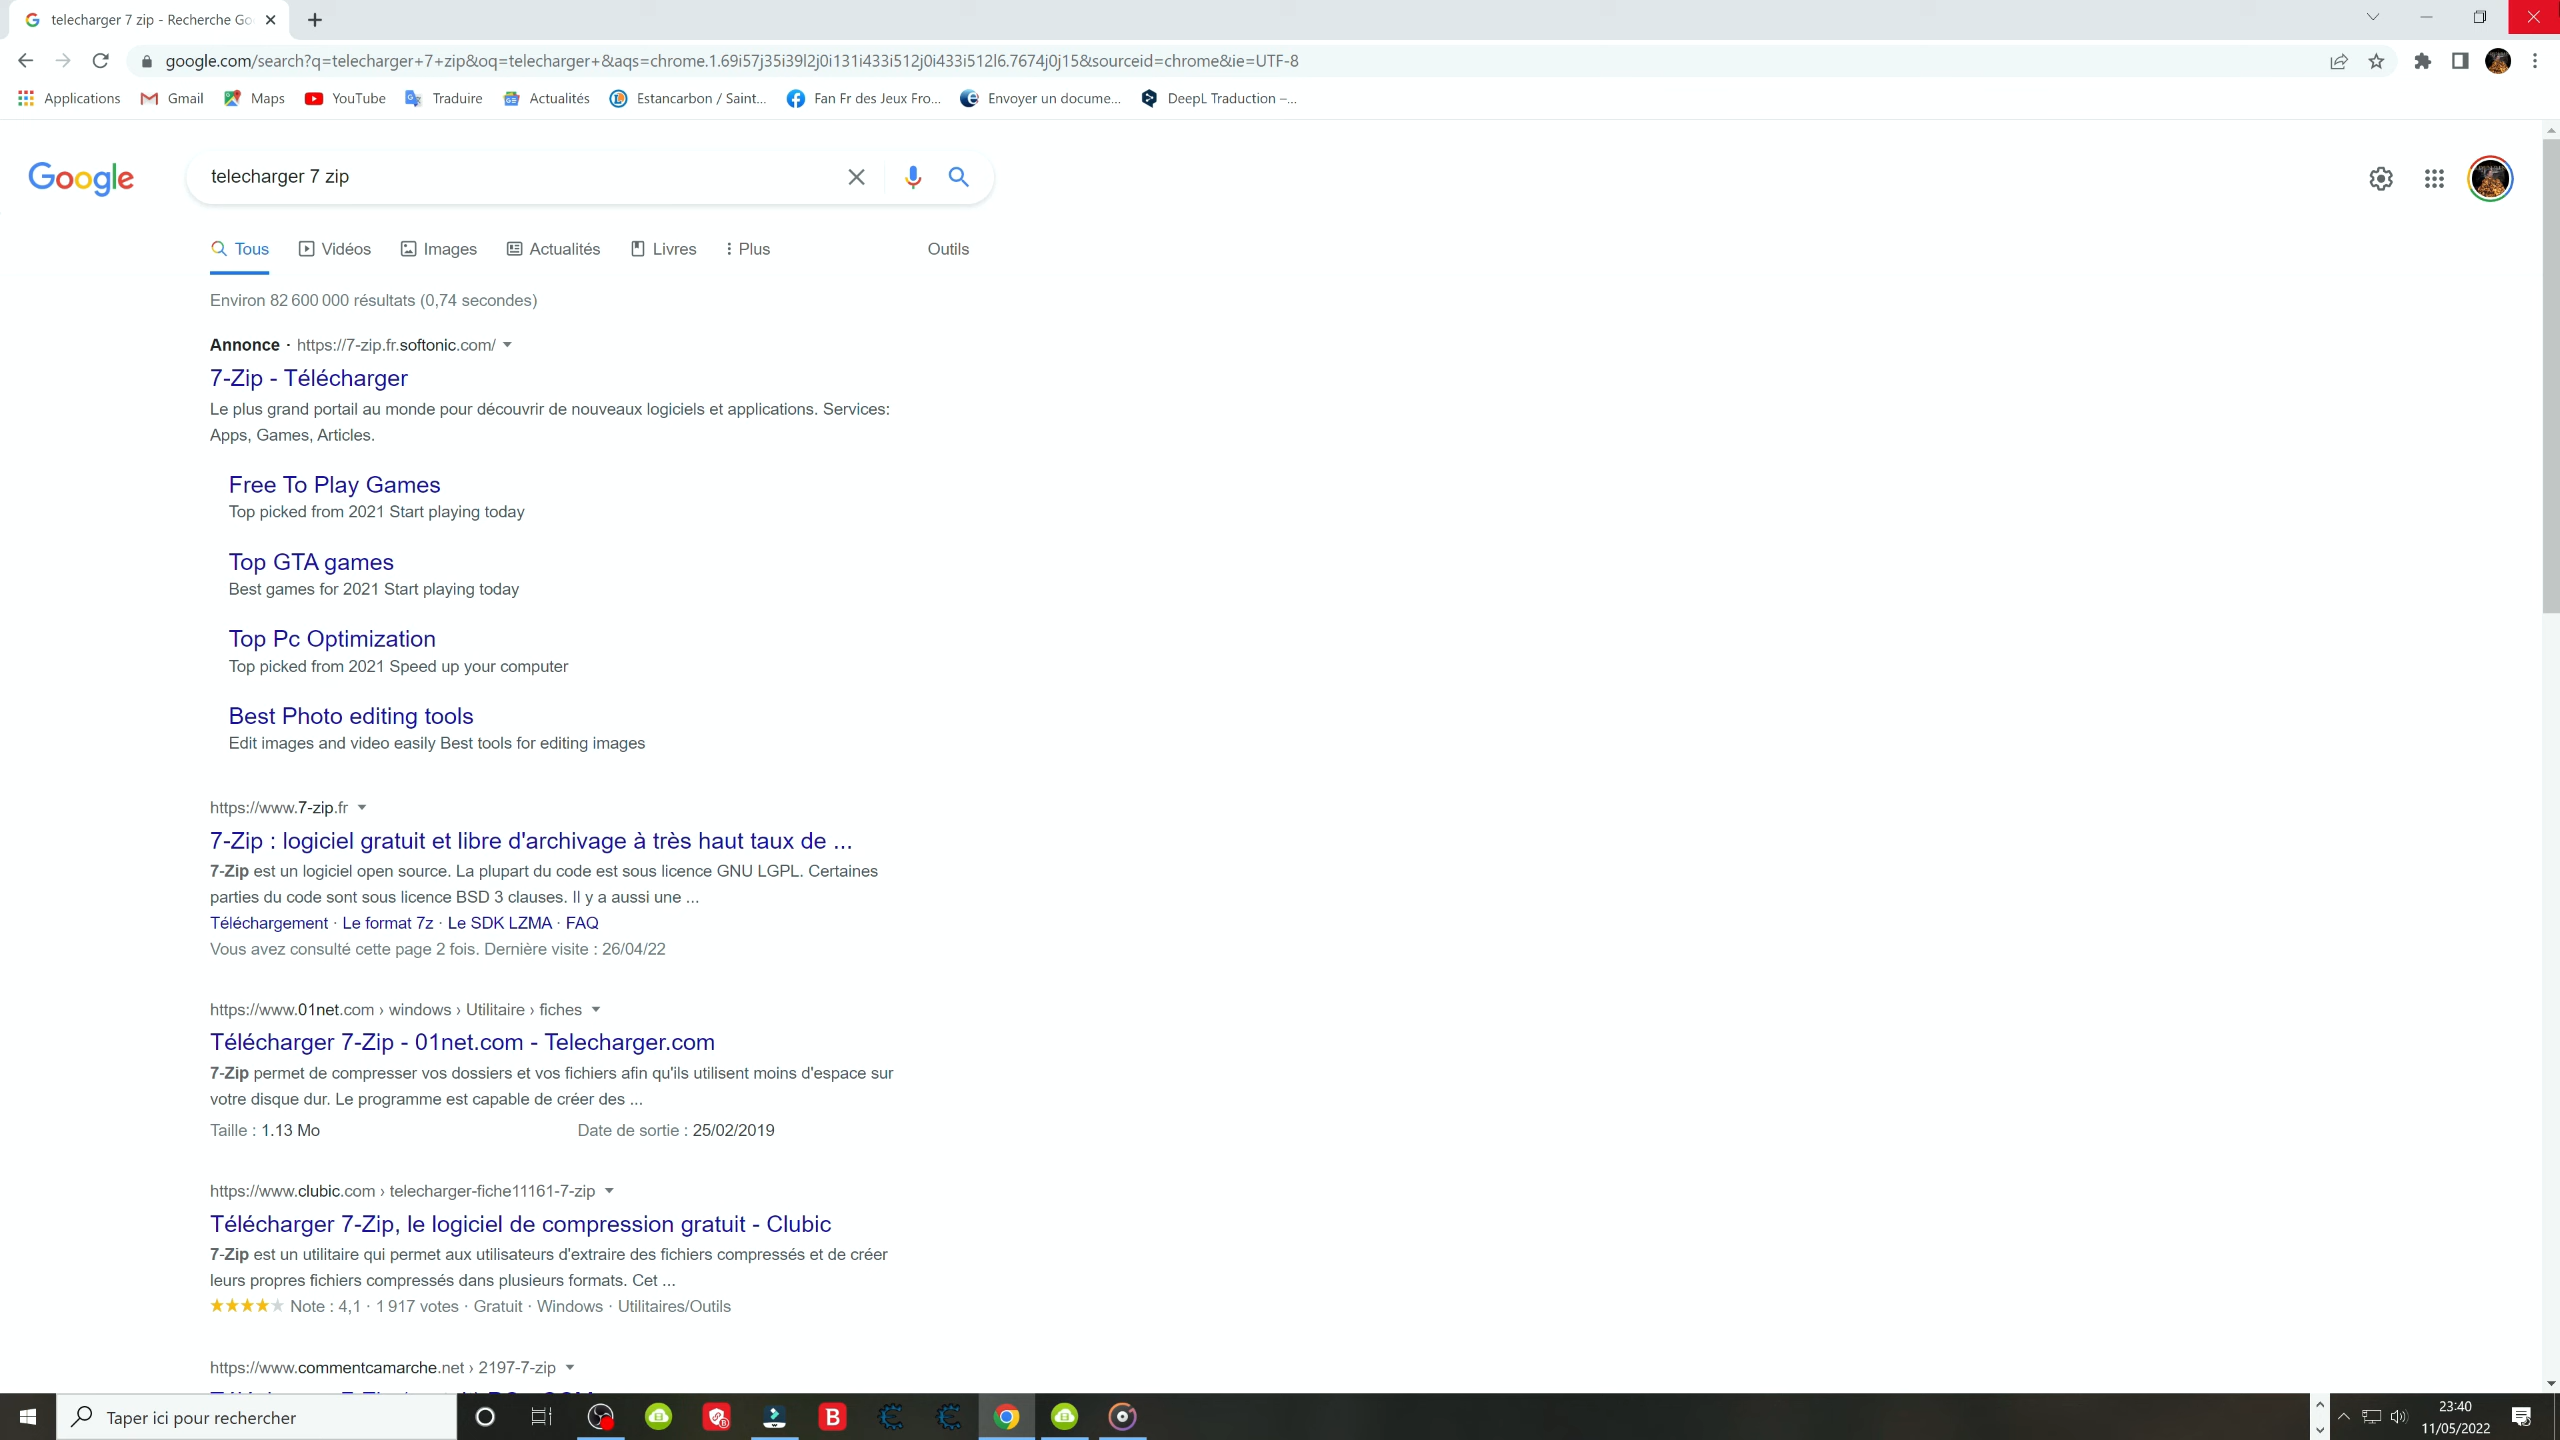 telecharger 7 zip - Recherche Go
google.com/search?q=telecharger+7+zip&oq=telecharger+&aqs=chrome.1.69i57j35i39l2j0i131i433i512j0i433i512l6.7674j0j15&sourceid=chrome&ie=UTF-8
Applications Gmail Maps YouTube Traduire Actualités Estancarbon / Saint... Fan Fr des Jeux Fro... Envoyer un docume... DeepL Traduction –...
Google telecharger 7 zip
Tous Vidéos Images Actualités Livres Plus Outils
Environ 82 600 000 résultats (0,74 secondes)
Annonce · https://7-zip.fr.softonic.com/
7-Zip - Télécharger
Le plus grand portail au monde pour découvrir de nouveaux logiciels et applications. Services:
Apps, Games, Articles.
Free To Play Games
Top picked from 2021 Start playing today
Top GTA games
Best games for 2021 Start playing today
Top Pc Optimization
Top picked from 2021 Speed up your computer
Best Photo editing tools
Edit images and video easily Best tools for editing images
https://www.7-zip.fr
7-Zip : logiciel gratuit et libre d'archivage à très haut taux de ...
7-Zip est un logiciel open source. La plupart du code est sous licence GNU LGPL. Certaines
parties du code sont sous licence BSD 3 clauses. Il y a aussi une ...
Téléchargement · Le format 7z · Le SDK LZMA · FAQ
Vous avez consulté cette page 2 fois. Dernière visite : 26/04/22
https://www.01net.com › windows › Utilitaire › fiches
Télécharger 7-Zip - 01net.com - Telecharger.com
7-Zip permet de compresser vos dossiers et vos fichiers afin qu'ils utilisent moins d'espace sur
votre disque dur. Le programme est capable de créer des ...
Taille : 1.13 Mo Date de sortie : 25/02/2019
https://www.clubic.com › telecharger-fiche11161-7-zip
Télécharger 7-Zip, le logiciel de compression gratuit - Clubic
7-Zip est un utilitaire qui permet aux utilisateurs d'extraire des fichiers compressés et de créer
leurs propres fichiers compressés dans plusieurs formats. Cet ...
Note : 4,1 · 1 917 votes · Gratuit · Windows · Utilitaires/Outils
https://www.commentcamarche.net › 2197-7-zip
Taper ici pour rechercher
B
23:40
11/05/2022